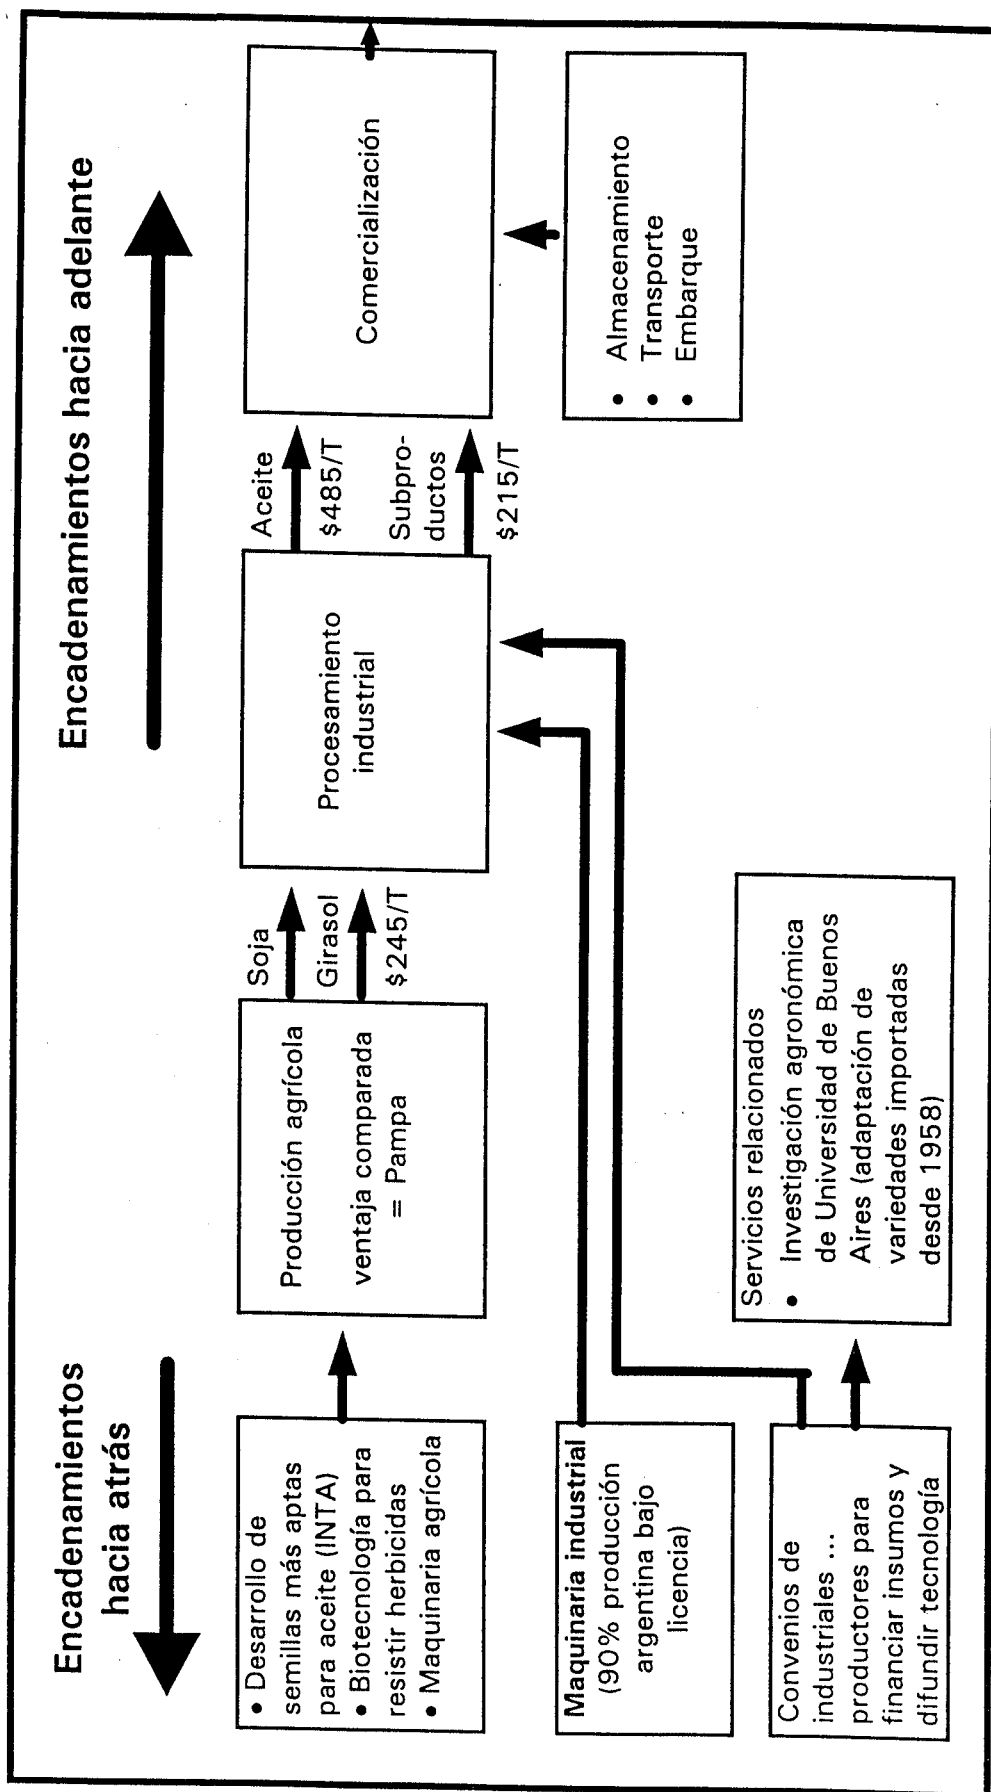 Encadenamientos
hacia atrás
Encadenamientos hacia adelante
• Desarrollo de
semillas más aptas
para aceite (INTA)
• Biotecnología para
resistir herbicidas
• Maquinaria agrícola
Producción agrícola
ventaja comparada
= Pampa
Soja
Girasol
$245/T
Procesamiento
industrial
Aceite
$485/T
Subpro-
ductos
$215/T
Comercialización
Maquinaria industrial
(90% producción
argentina bajo
licencia)
• Almacenamiento
• Transporte
• Embarque
Convenios de
industriales ...
productores para
financiar insumos y
difundir tecnología
Servicios relacionados
• Investigación agronómica
de Universidad de Buenos
Aires (adaptación de
variedades importadas
desde 1958)